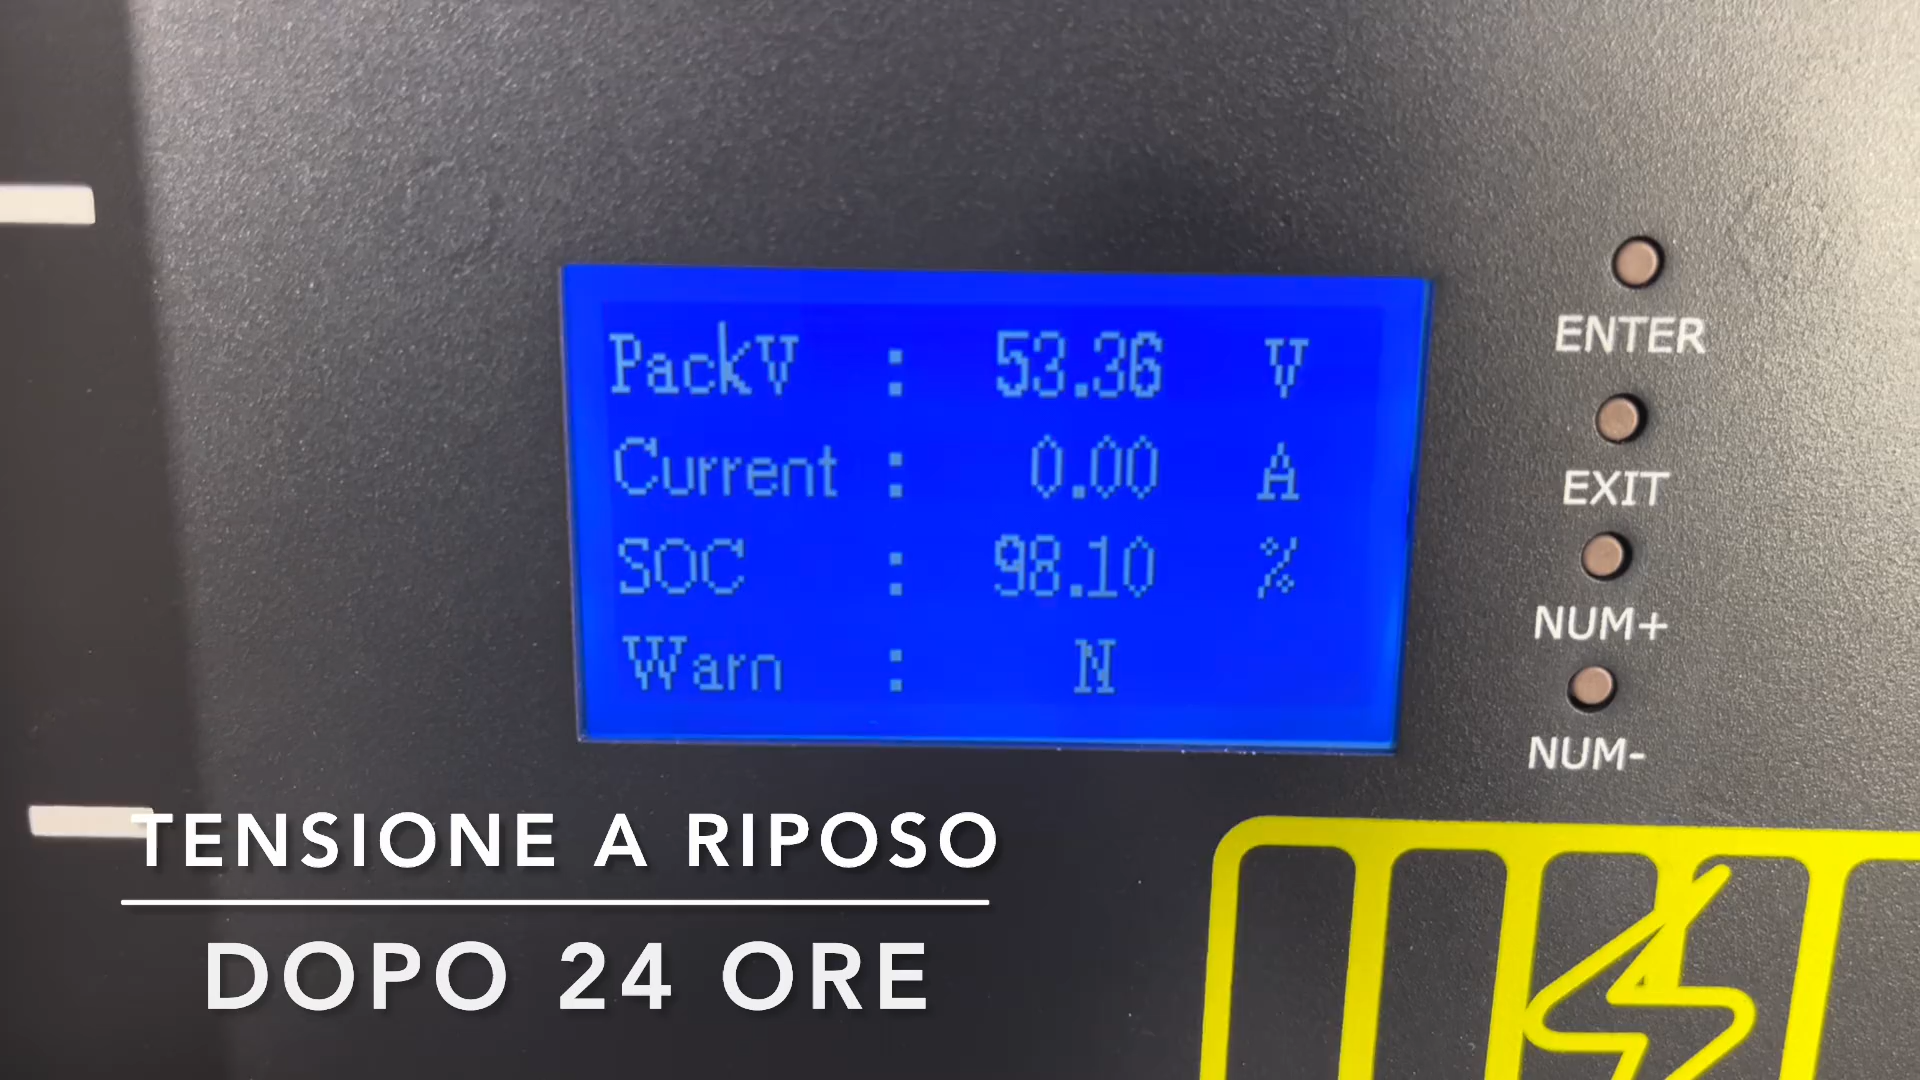 PackV : 53.36 V
Current : 0.00 A
SOC : 98.10 %
Warn : N
ENTER
EXIT
NUM+
NUM-
TENSIONE A RIPOSO
DOPO 24 ORE